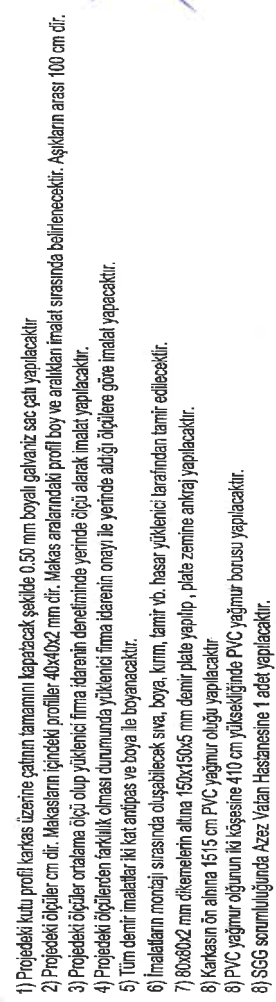 1) Projedeki kutu profil karkas üzerine çatının tamamını kapatacak şekilde 0.50 mm boyalı galvaniz sac çatı yapılacaktır
2) Projedeki ölçüler cm dir. Makasların içindeki profiller 40x40x2 mm dir. Makas aralarındaki profil boy ve aralıkları imalat sırasında belirlenecektir. Aşıkların arası 100 cm dir.
3) Projedeki ölçüler ortalama ölçü olup yüklenici firma idarenin denetiminde yerinde ölçü alarak imalat yapılacaktır.
4) Projedeki ölçülerden farklılık olması durumunda yüklenici firma idarenin onayı ile yerinde aldığı ölçülere göre imalat yapacaktır.
5) Tüm demir imalatlar iki kat antipas ve boya ile boyanacaktır.
6) İmalatların montajı sırasında oluşabilecek sıva, boya, kırım, tamir vb. hasar yüklenici tarafından tamir edilecektir.
7) 80x80x2 mm dikemelerin altına 150x150x5 mm demir plate yapılıp , plate zemine ankraj yapılacaktır.
8) Karkasın ön alnına 1515 cm PVC yağmur oluğu yapılacaktır
8) PVC yağmur olğunun iki köşesine 410 cm yüksekliğinde PVC yağmur borusu yapılacaktır.
8) SGG sorumluluğunda Azez Vatan Hastanesine 1 adet yapılacaktır.